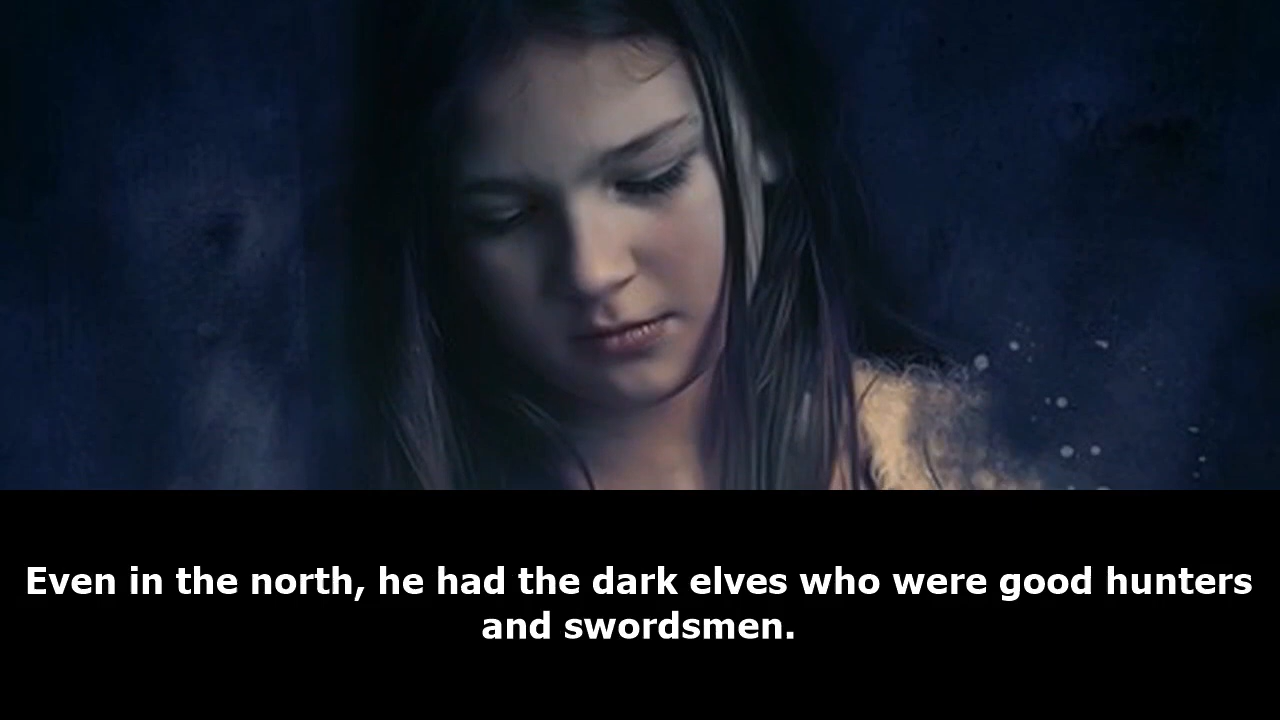 Even in the north, he had the dark elves who were good hunters
and swordsmen.